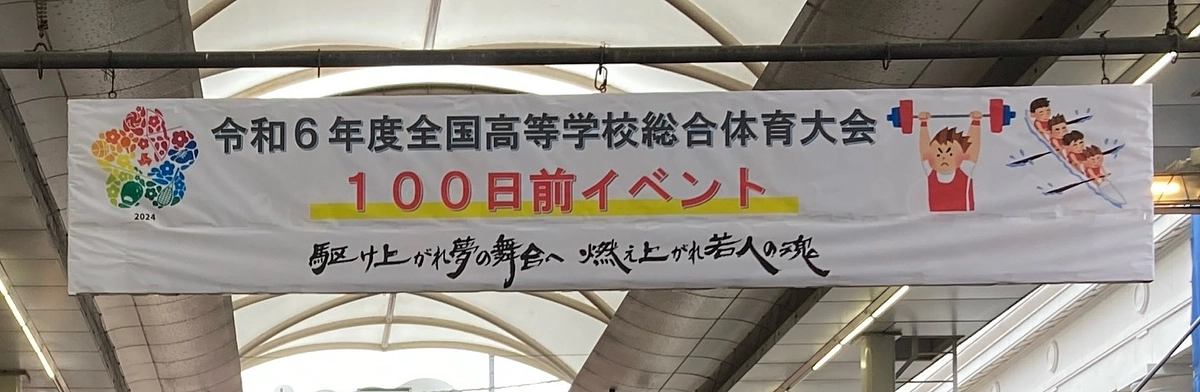 令和６年度全国高等学校総合体育大会
１００日前イベント
2024
駆け上がれ夢の舞台へ 燃え上がれ若人の魂